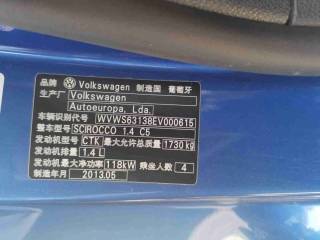 品牌 Volkswagen 制造国 葡萄牙
生产厂名 Volkswagen
Autoeuropa, Lda.
车辆识别代号 WVWS63138EV000615
整车型号 SCIROCCO 1.4 C5
发动机型号 CTK 最大允许总质量 1730kg
发动机排量 1.4 L
发动机最大净功率 118kW 乘坐人数 4
制造年月 2013.05